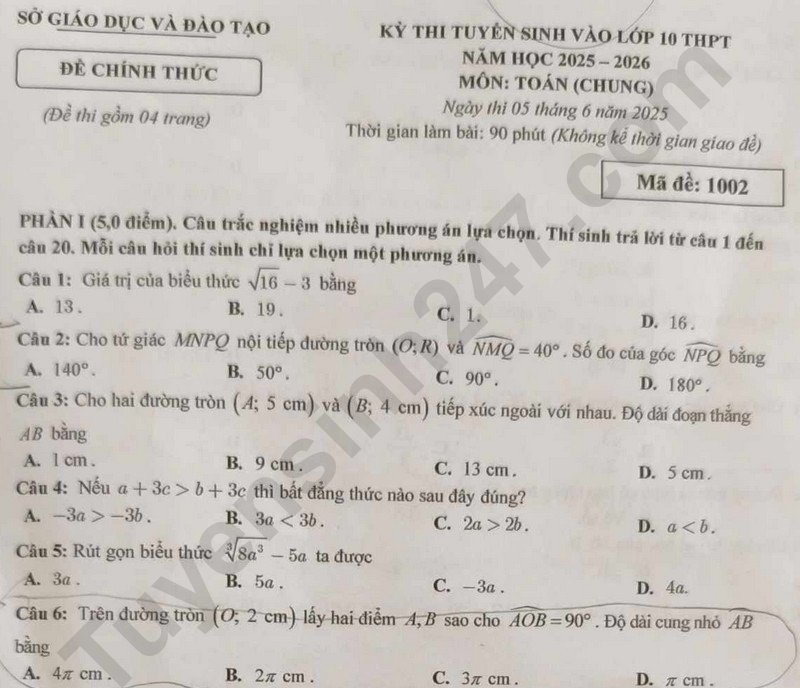 SỞ GIÁO DỤC VÀ ĐÀO TẠO
ĐỀ CHÍNH THỨC
(Đề thi gồm 04 trang)
KỲ THI TUYỂN SINH VÀO LỚP 10 THPT
NĂM HỌC 2025 – 2026
MÔN: TOÁN (CHUNG)
Ngày thi 05 tháng 6 năm 2025
Thời gian làm bài: 90 phút (Không kể thời gian giao đề)
Mã đề: 1002
PHẦN I (5,0 điểm). Câu trắc nghiệm nhiều phương án lựa chọn. Thí sinh trả lời từ câu 1 đến
câu 20. Mỗi câu hỏi thí sinh chỉ lựa chọn một phương án.
Câu 1: Giá trị của biểu thức √16 − 3 bằng
A. 13 . B. 19 . C. 1. D. 16 .
Câu 2: Cho tứ giác MNPQ nội tiếp đường tròn (O; R) và \widehat{NMQ} = 40° . Số đo của góc \widehat{NPQ} bằng
A. 140° . B. 50° . C. 90° . D. 180° .
Câu 3: Cho hai đường tròn (A; 5 cm) và (B; 4 cm) tiếp xúc ngoài với nhau. Độ dài đoạn thẳng
AB bằng
A. 1 cm . B. 9 cm . C. 13 cm . D. 5 cm .
Câu 4: Nếu a + 3c > b + 3c thì bất đẳng thức nào sau đây đúng?
A. −3a > −3b . B. 3a < 3b . C. 2a > 2b . D. a < b .
Câu 5: Rút gọn biểu thức ∛8a³ − 5a ta được
A. 3a . B. 5a . C. −3a . D. 4a.
Câu 6: Trên đường tròn (O; 2 cm) lấy hai điểm A, B sao cho \widehat{AOB} = 90° . Độ dài cung nhỏ \widehat{AB}
bằng
A. 4π cm . B. 2π cm . C. 3π cm . D. π cm .
Tuyensinh247.com